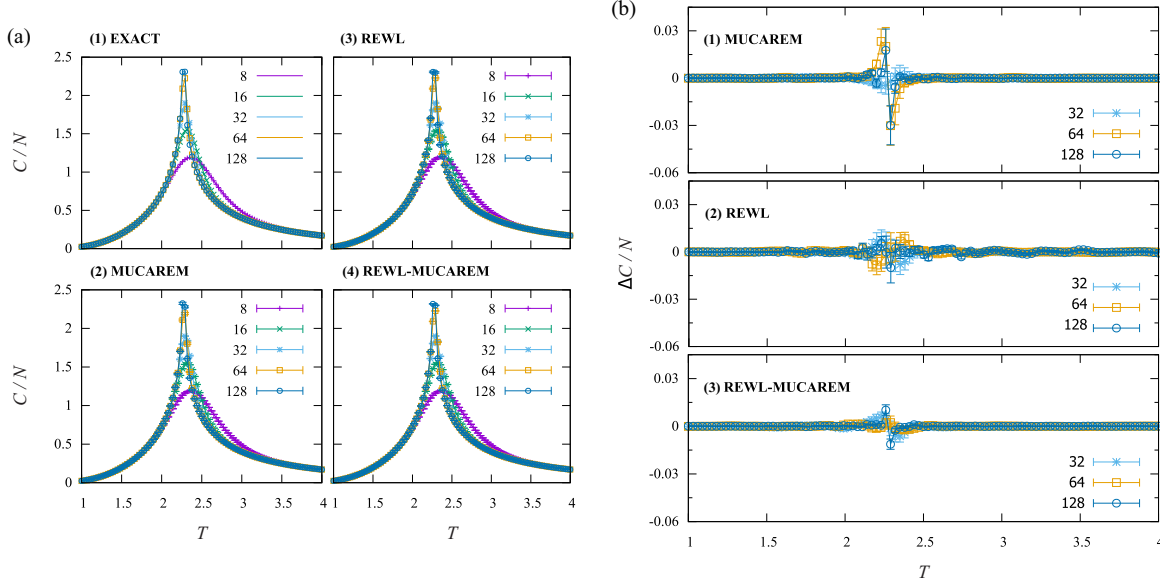 (a)
(1) EXACT
2.5
2
1.5
1
0.5
0
C / N
8
16
32
64
128
(3) REWL
8
16
32
64
128
(2) MUCAREM
2.5
2
1.5
1
0.5
0
C / N
8
16
32
64
128
1 1.5 2 2.5 3 3.5 4
T
(4) REWL-MUCAREM
8
16
32
64
128
1 1.5 2 2.5 3 3.5 4
T
(b)
(1) MUCAREM
0.03
0
-0.03
-0.06
32
64
128
(2) REWL
0.03
0
-0.03
-0.06
ΔC / N
32
64
128
(3) REWL-MUCAREM
0.03
0
-0.03
-0.06
32
64
128
1 1.5 2 2.5 3 3.5 4
T